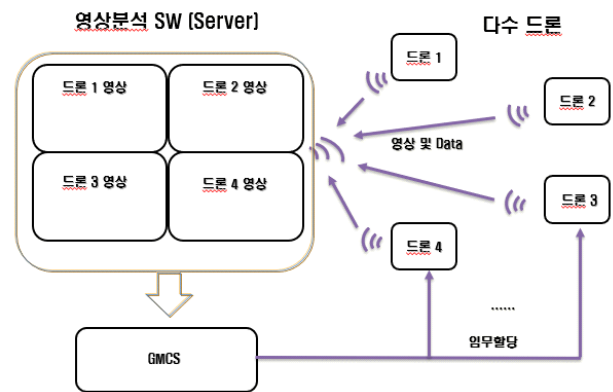 영상분석 SW (Server)
다수 드론
드론 1 영상
드론 2 영상
드론 3 영상
드론 4 영상
드론 1
드론 2
영상 및 Data
드론 3
드론 4
......
임무할당
GMCS